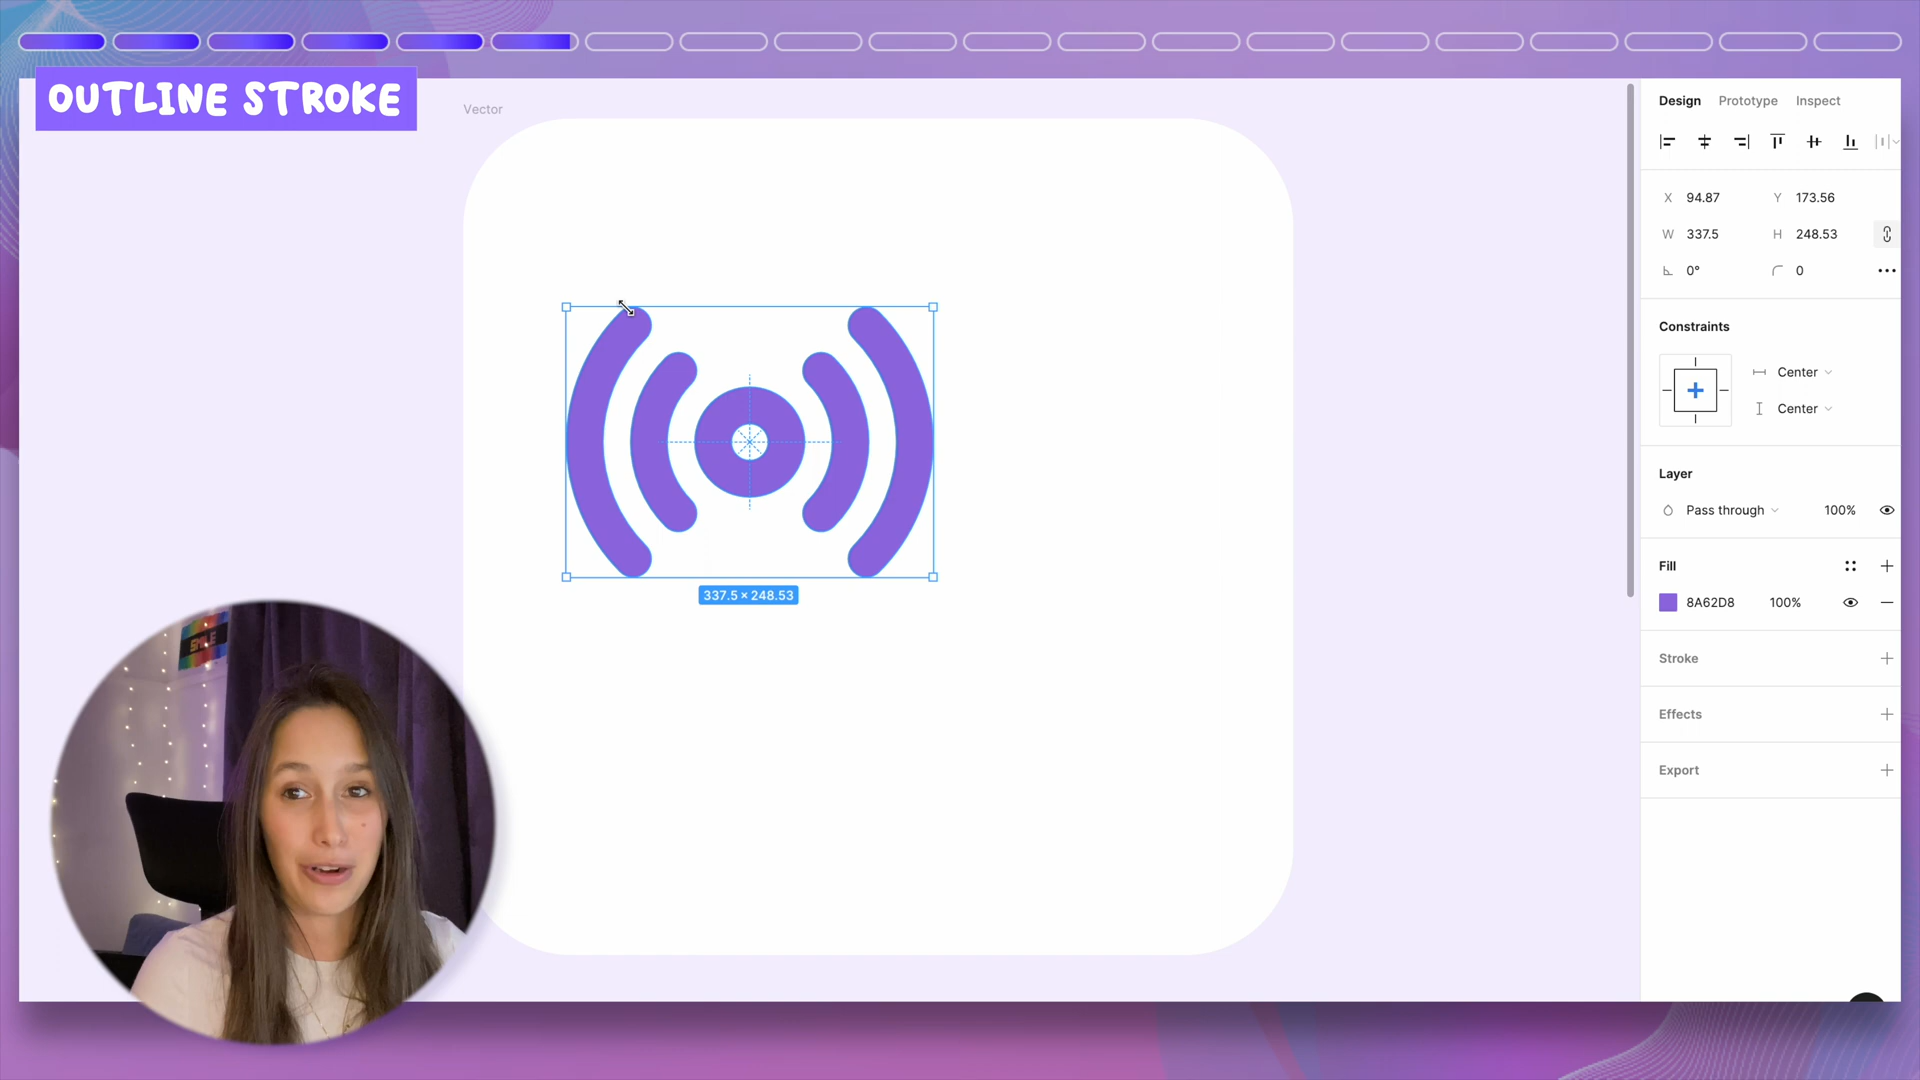 OUTLINE STROKE
Vector
Design Prototype Inspect
X 94.87 Y 173.56
W 337.5 H 248.53
0° 0
Constraints
Center
Center
Layer
Pass through 100%
Fill
8A62D8 100%
Stroke
Effects
Export
337.5 × 248.53
SMILE